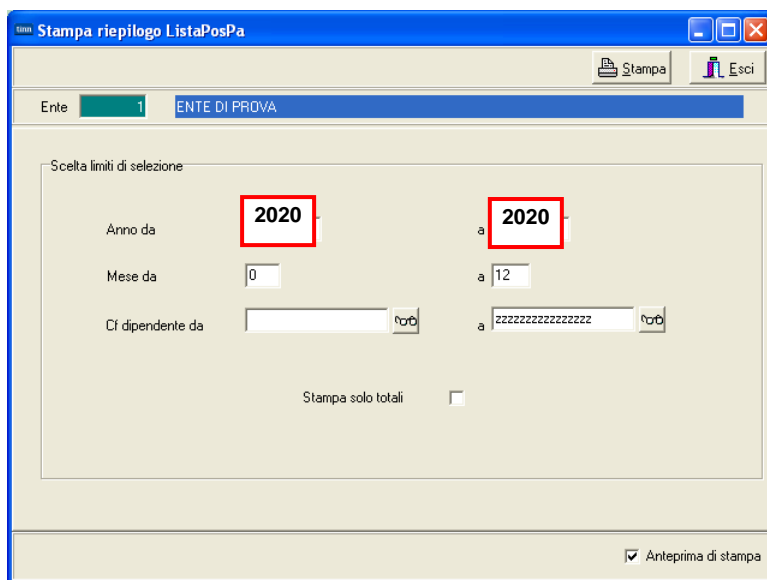 tinn Stampa riepilogo ListaPosPa
Stampa Esci
Ente 1 ENTE DI PROVA
Scelta limiti di selezione
Anno da 2020 a 2020
Mese da 0 a 12
Cf dipendente da a zzzzzzzzzzzzzzzz
Stampa solo totali
Anteprima di stampa